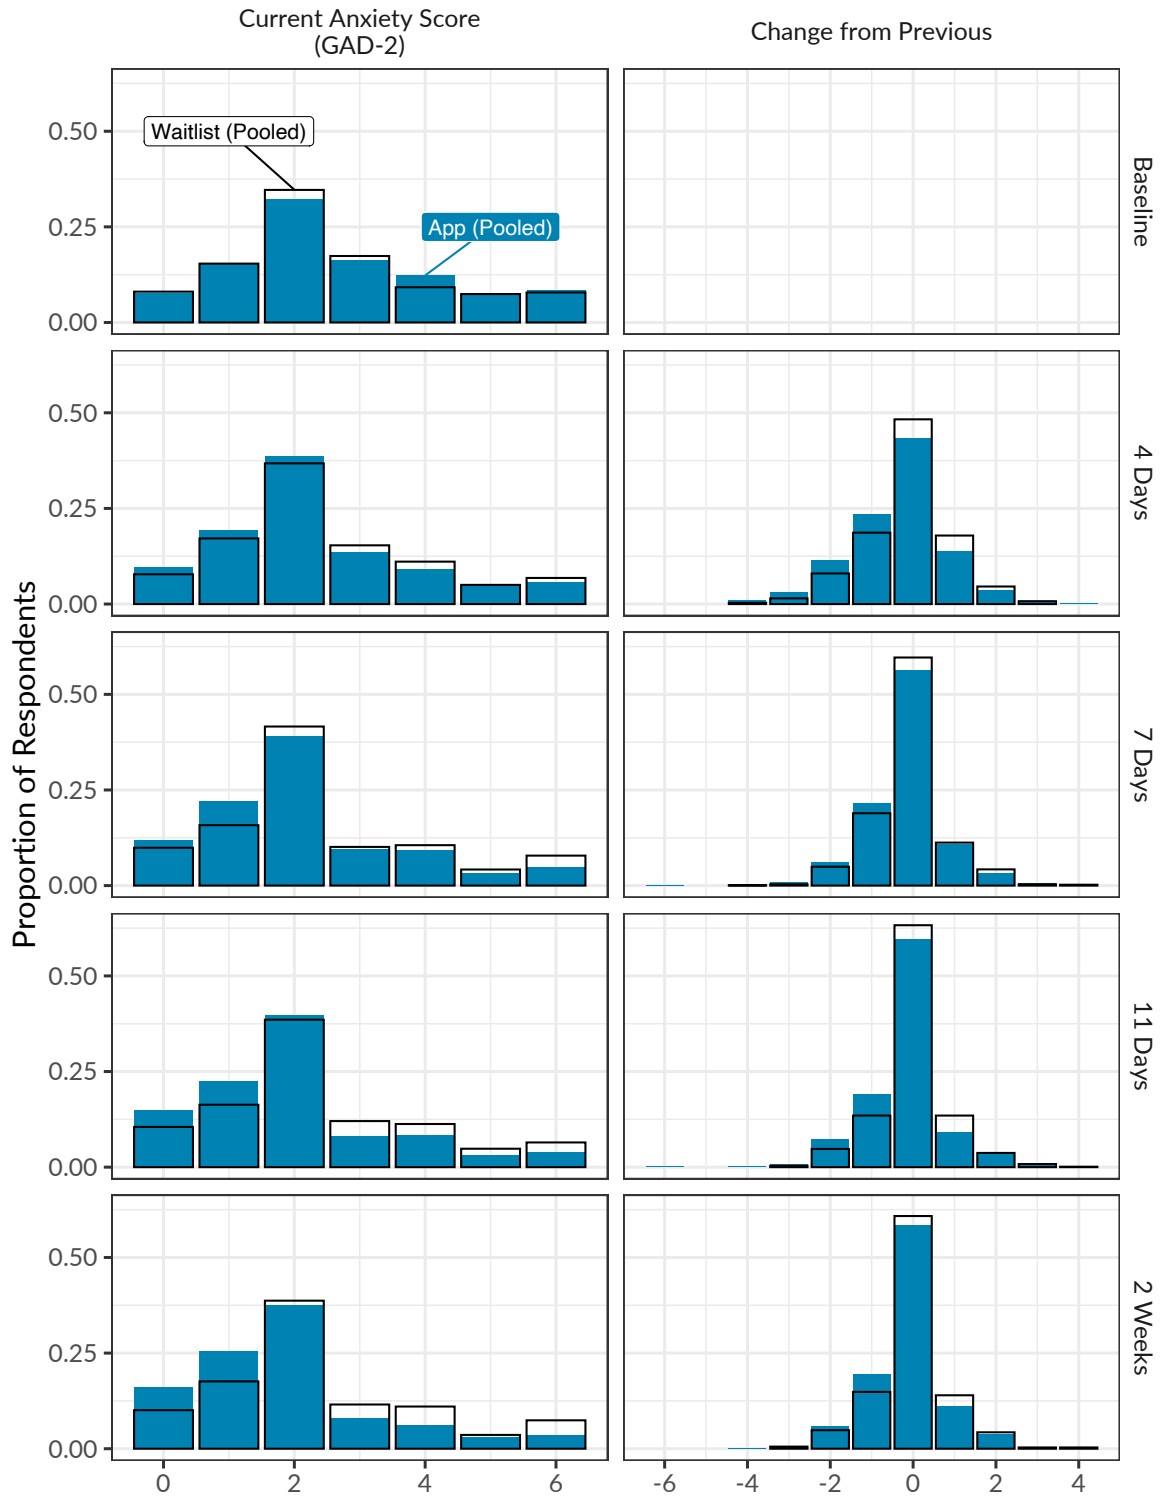 Current Anxiety Score
(GAD-2)
Change from Previous
Proportion of Respondents
0.50
0.25
0.00
Waitlist (Pooled)
App (Pooled)
Baseline
0.50
0.25
0.00
4 Days
0.50
0.25
0.00
7 Days
0.50
0.25
0.00
11 Days
0.50
0.25
0.00
2 Weeks
0 2 4 6
-6 -4 -2 0 2 4